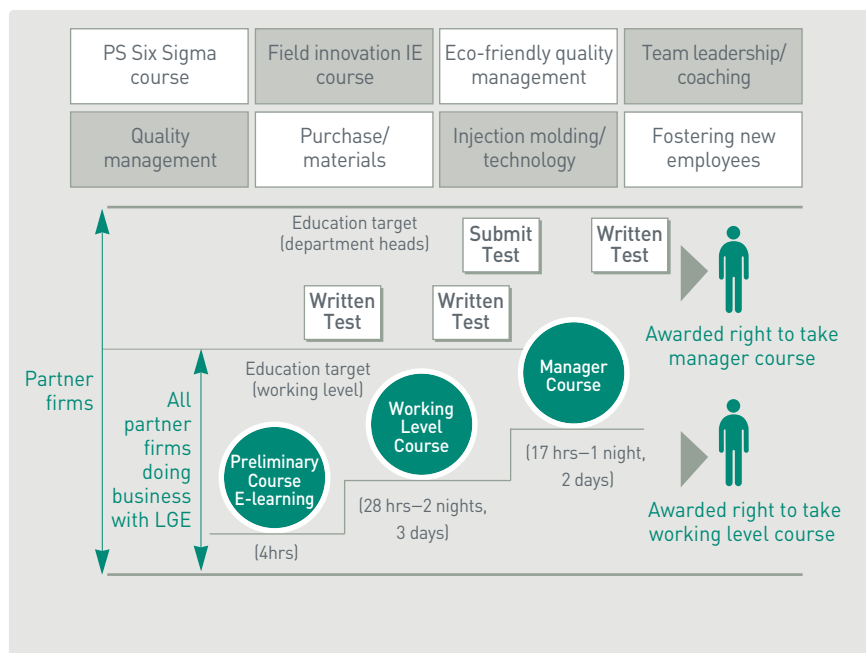 PS Six Sigma
course
Field innovation IE
course
Eco-friendly quality
management
Team leadership/
coaching
Quality
management
Purchase/
materials
Injection molding/
technology
Fostering new
employees
Education target
(department heads)
Submit
Test
Written
Test
Written
Test
Written
Test
Awarded right to take
manager course
Partner
firms
All
partner
firms
doing
business
with LGE
Education target
(working level)
Manager
Course
Working
Level
Course
Preliminary
Course
E-learning
(17 hrs–1 night,
2 days)
(28 hrs–2 nights,
3 days)
(4hrs)
Awarded right to take
working level course